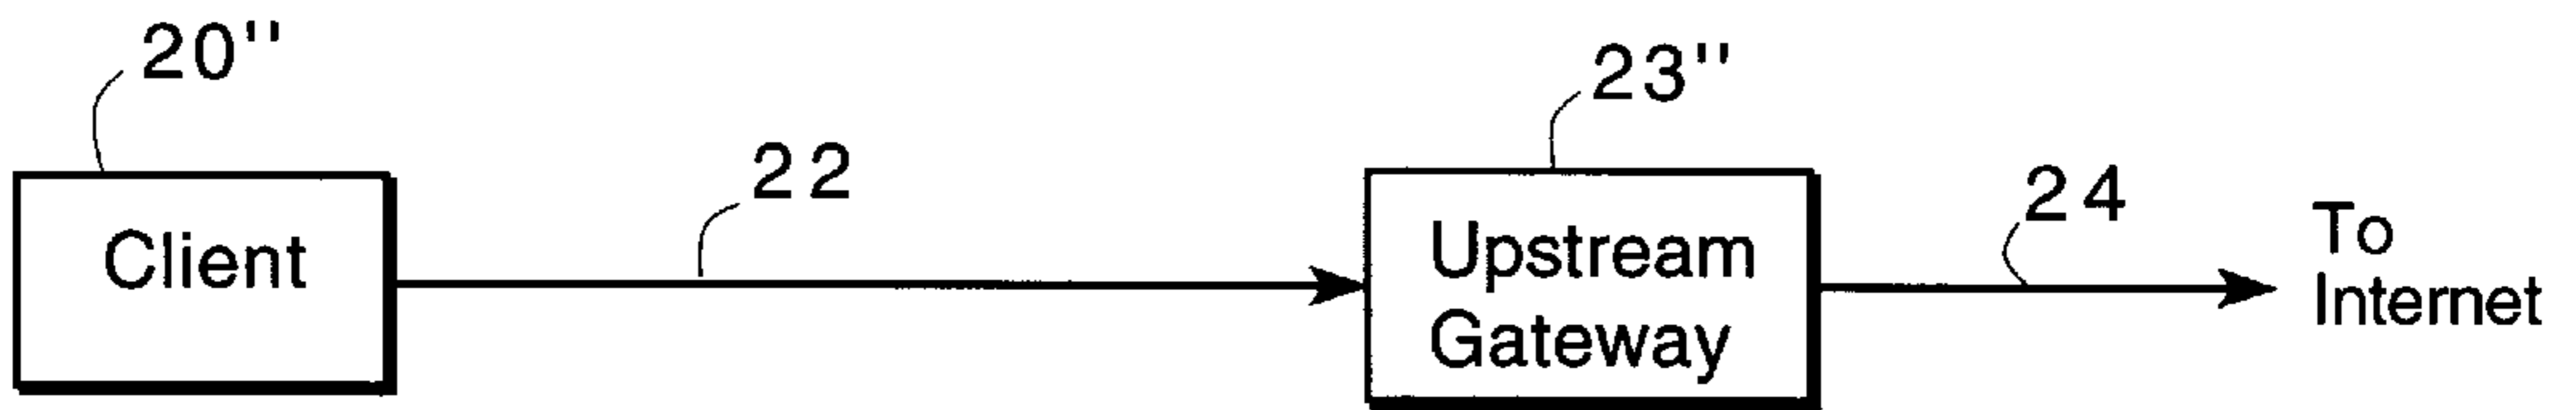 20"
23"
22
24
Client
Upstream
Gateway
To
Internet